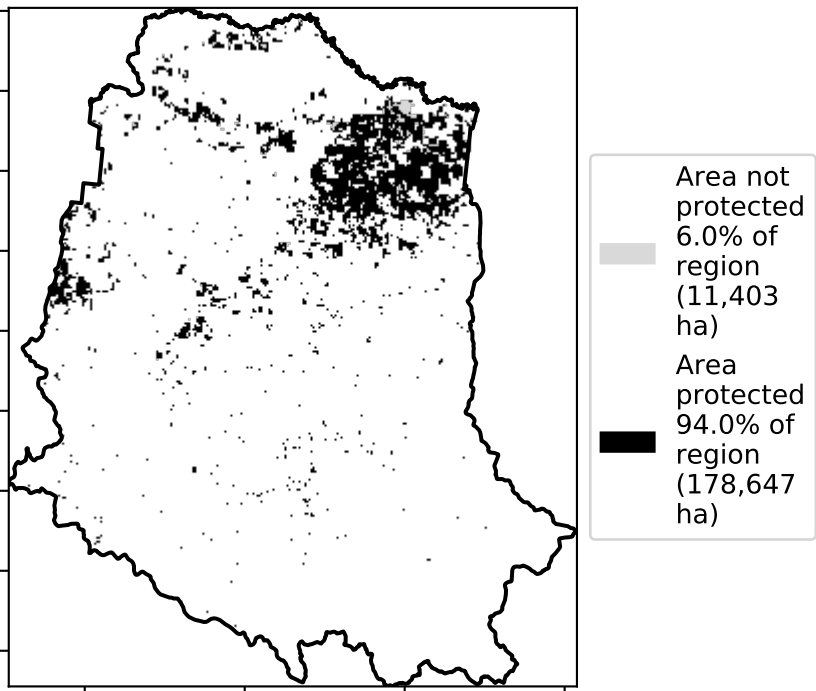 Area not
protected
6.0% of
region
(11,403
ha)
Area
protected
94.0% of
region
(178,647
ha)